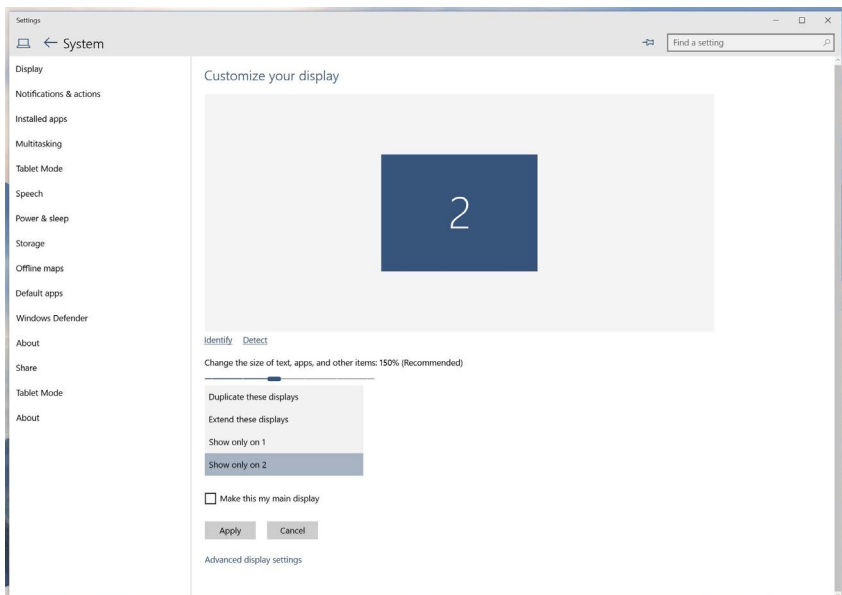 Settings
System
Find a setting
Display
Notifications & actions
Installed apps
Multitasking
Tablet Mode
Speech
Power & sleep
Storage
Offline maps
Default apps
Windows Defender
About
Share
Tablet Mode
About
Customize your display
2
Identify Detect
Change the size of text, apps, and other items: 150% (Recommended)
Duplicate these displays
Extend these displays
Show only on 1
Show only on 2
Make this my main display
Apply Cancel
Advanced display settings